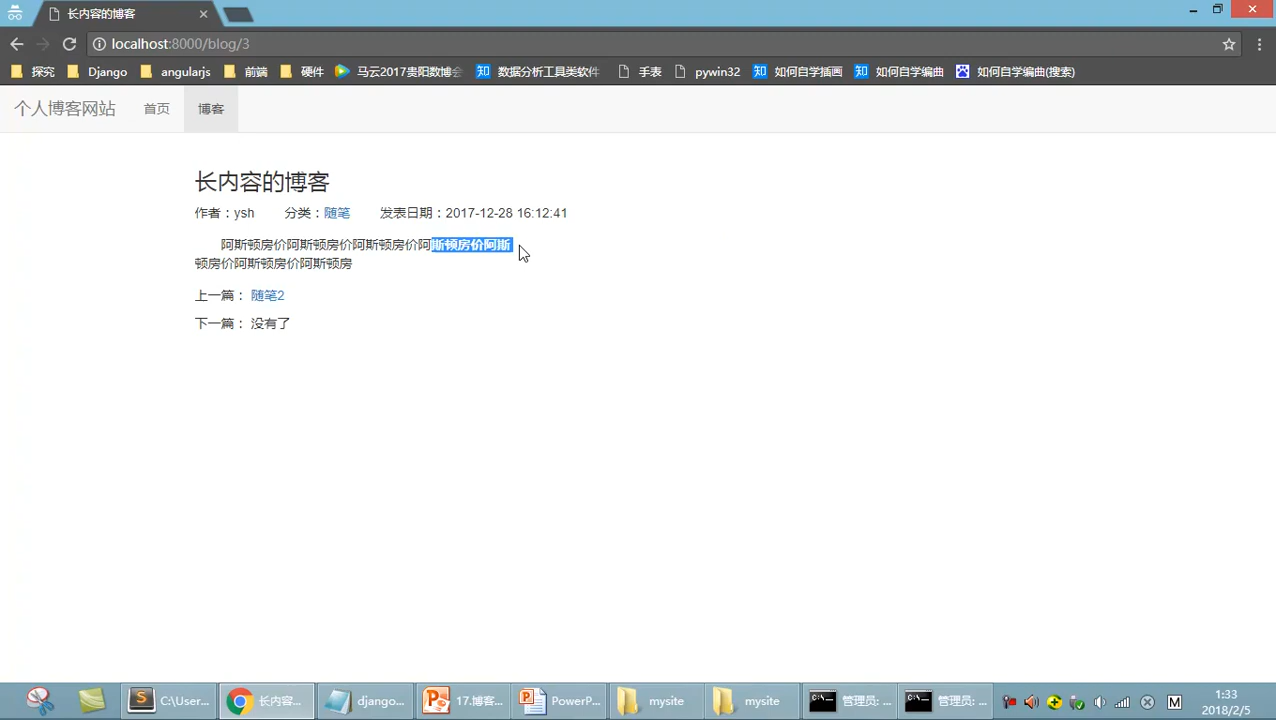 长内容的博客
localhost:8000/blog/3
探究 Django angularjs 前端 硬件 马云2017贵阳数博会 知 数据分析工具类软件 手表 pywin32 知 如何自学插画 知 如何自学编曲 如何自学编曲(搜索)
个人博客网站 首页 博客
长内容的博客
作者：ysh 分类：随笔 发表日期：2017-12-28 16:12:41
阿斯顿房价阿斯顿房价阿斯顿房价阿斯顿房价阿斯
顿房价阿斯顿房价阿斯顿房
上一篇： 随笔2
下一篇： 没有了
C:\User... 长内容... django... 17.博客... PowerP... mysite mysite 管理员: ... 管理员: ... M 1:33
2018/2/5